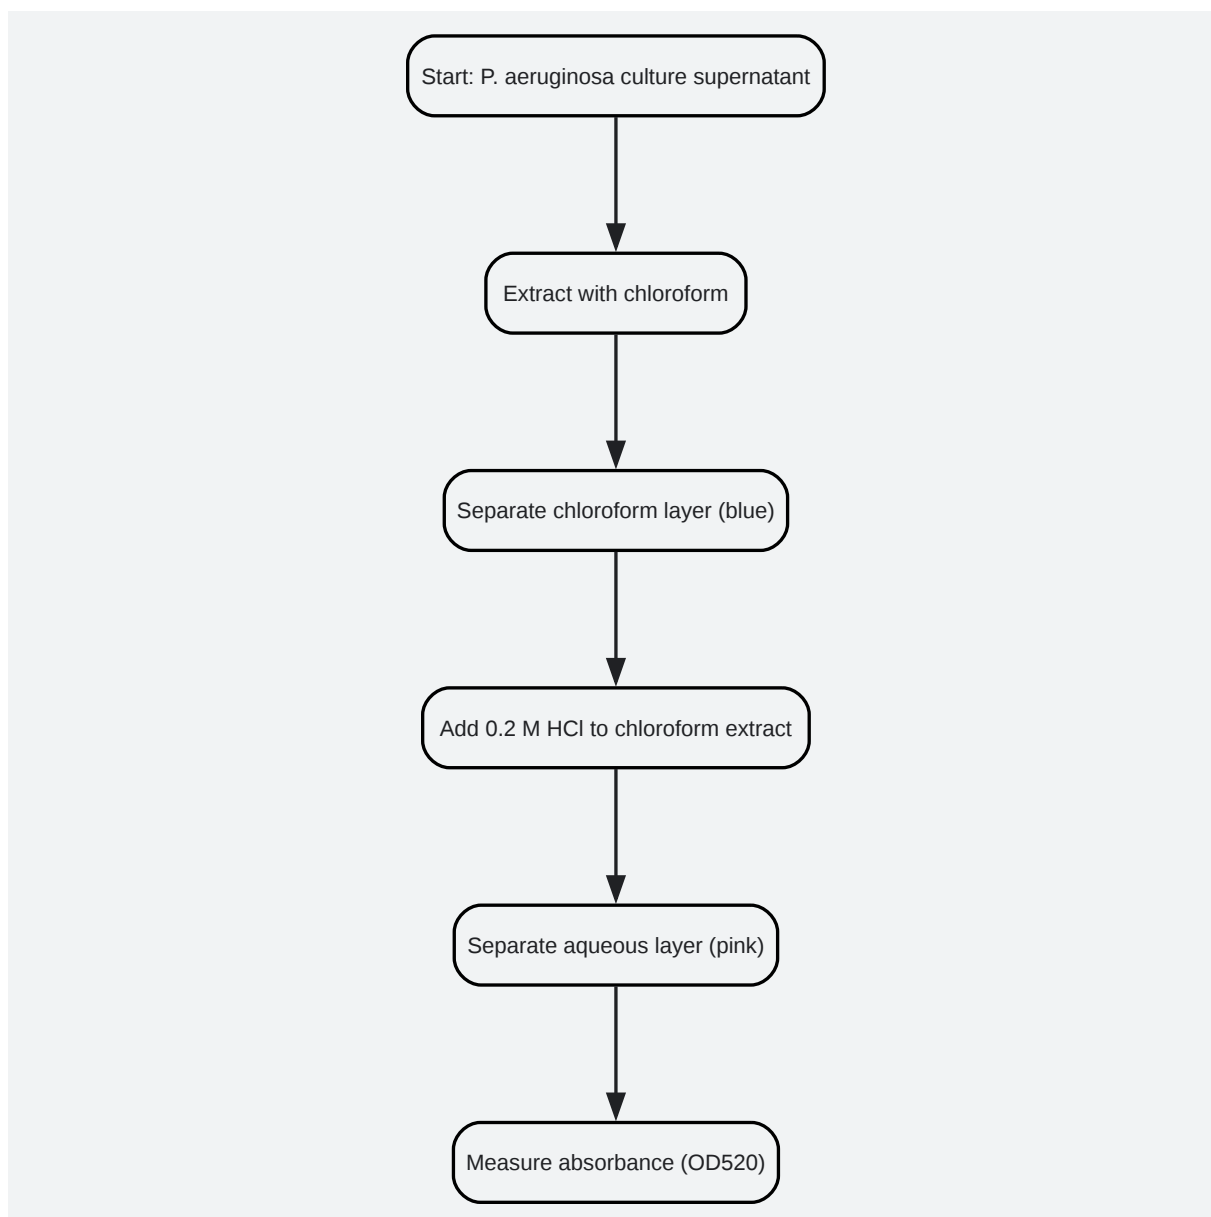 Start: P. aeruginosa culture supernatant
Extract with chloroform
Separate chloroform layer (blue)
Add 0.2 M HCl to chloroform extract
Separate aqueous layer (pink)
Measure absorbance (OD520)